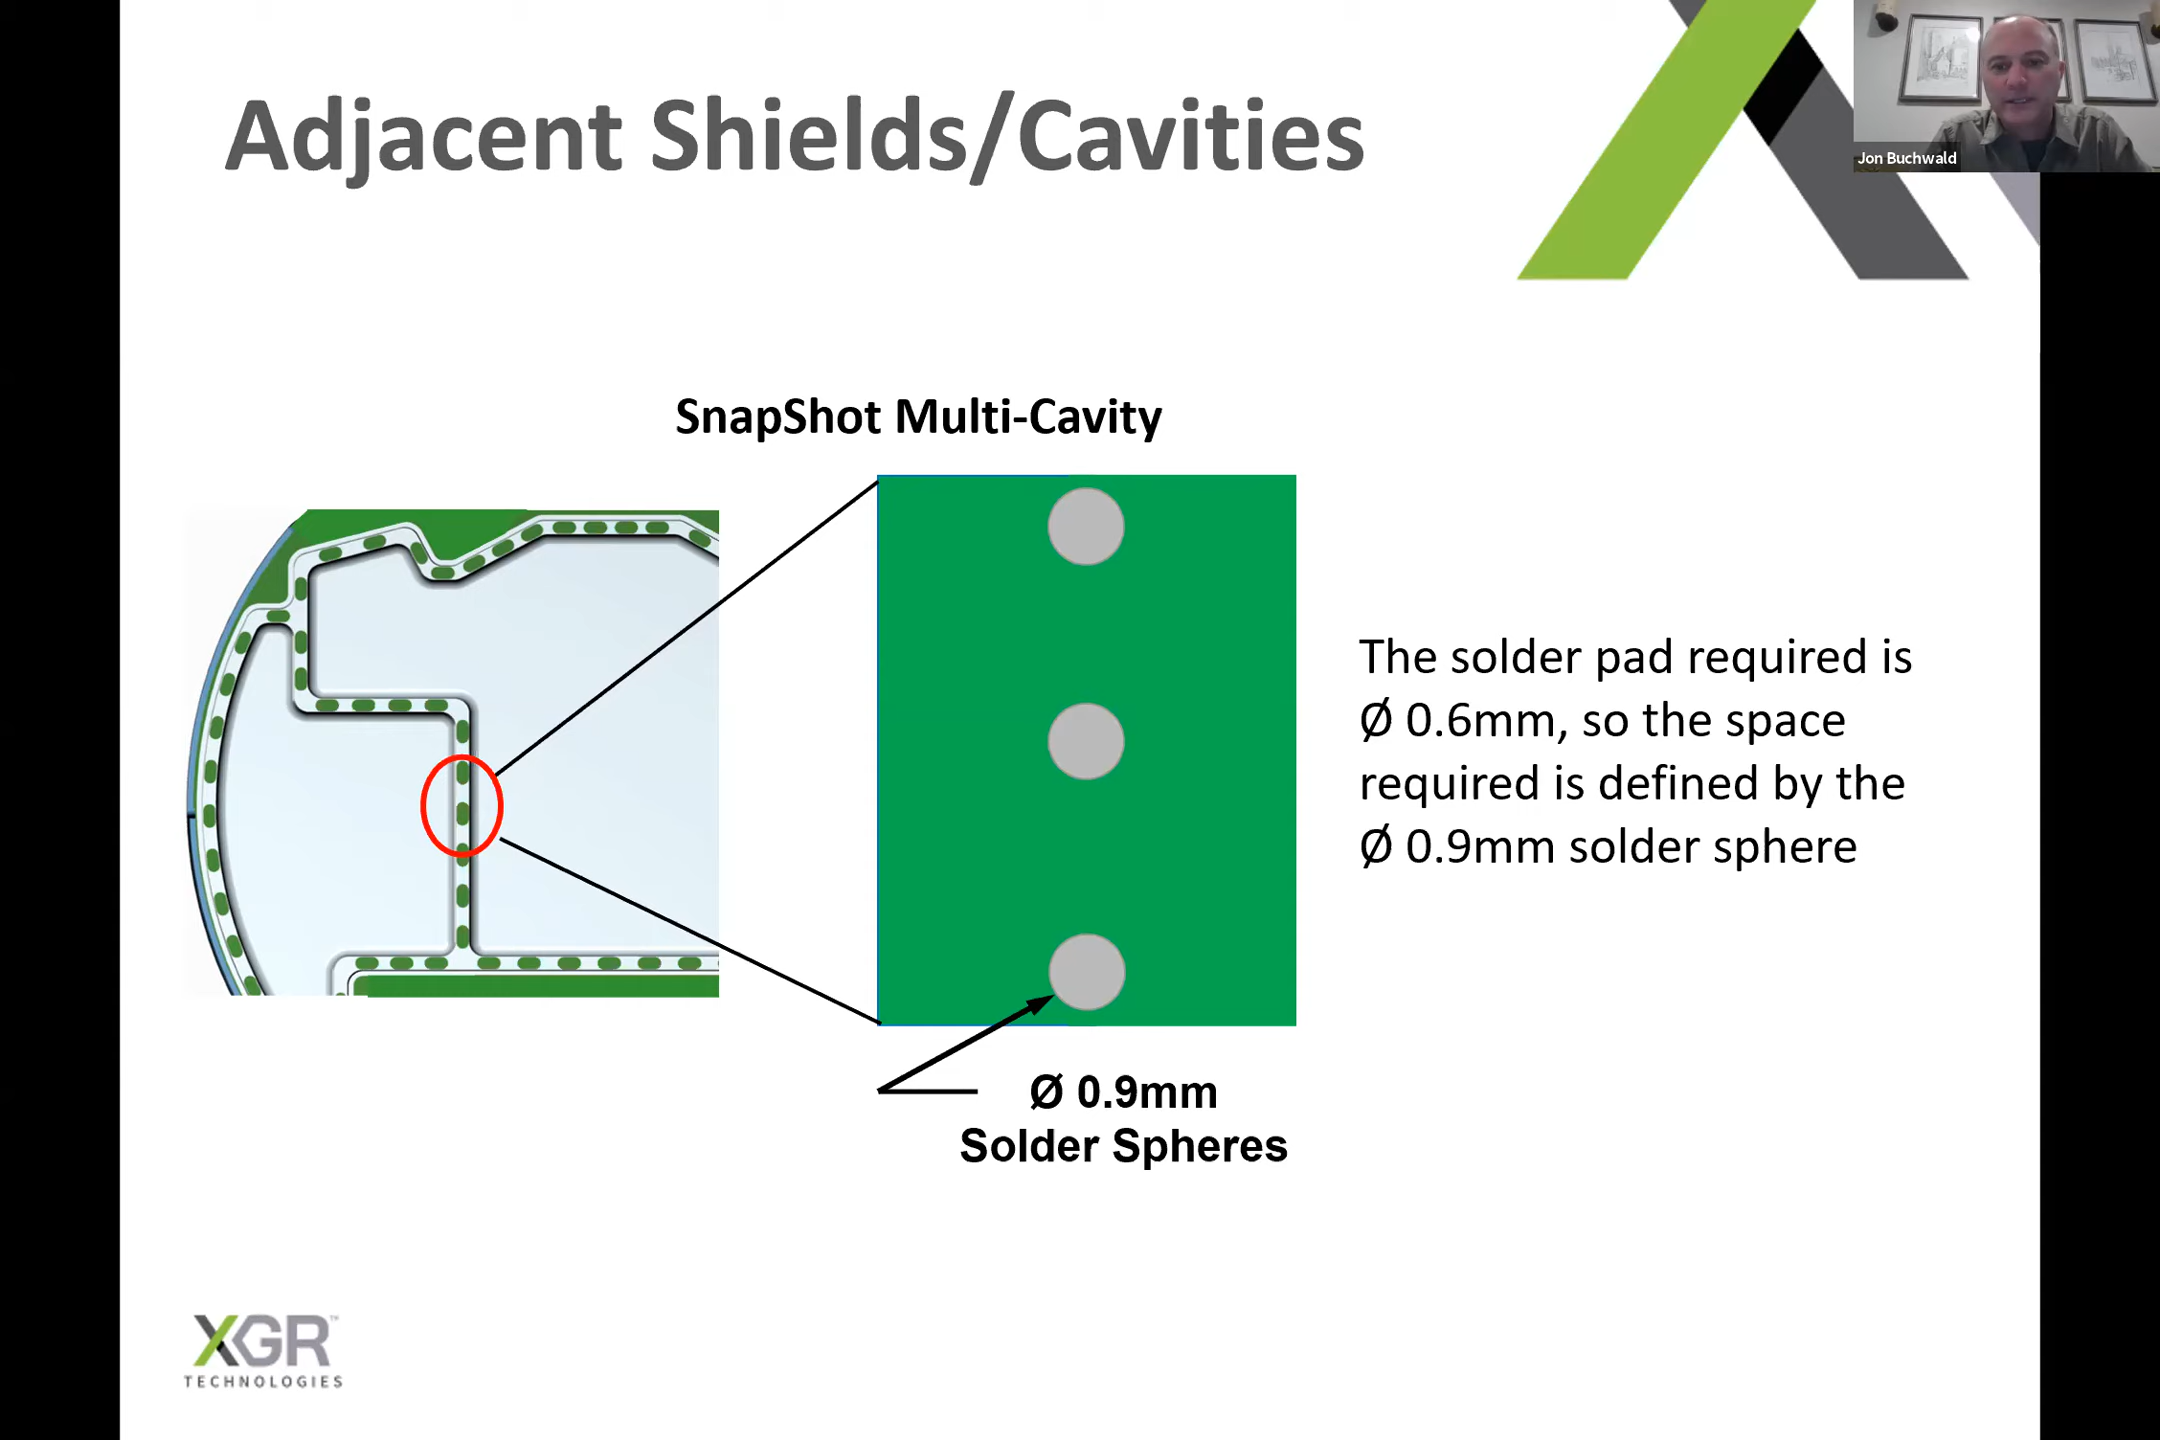 Adjacent Shields/Cavities
Jon Buchwald
SnapShot Multi-Cavity
The solder pad required is
Ø 0.6mm, so the space
required is defined by the
Ø 0.9mm solder sphere
Ø 0.9mm
Solder Spheres
XGR™
TECHNOLOGIES